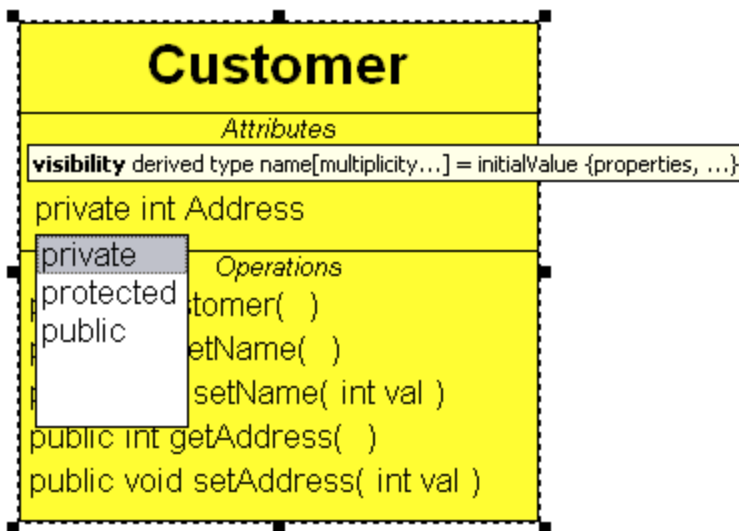 Customer
Attributes
visibility derived type name[multiplicity...] = initialValue {properties, ...}
private int Address
private
Operations
protected
tomer(  )
public
etName(  )
setName( int val )
public int getAddress(  )
public void setAddress( int val )